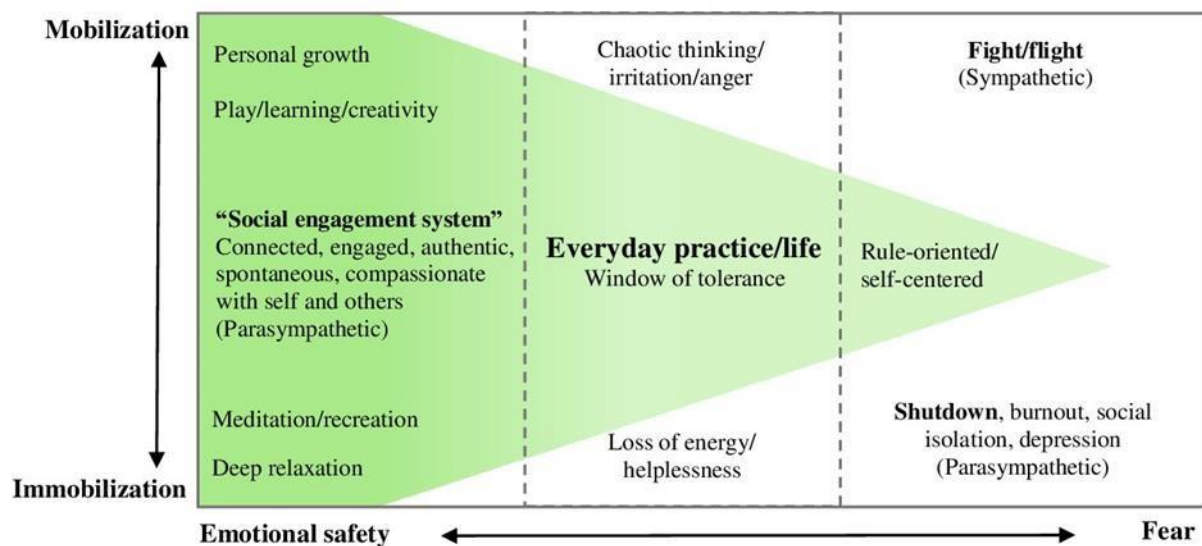 Mobilization
Personal growth
Play/learning/creativity
“Social engagement system”
Connected, engaged, authentic,
spontaneous, compassionate
with self and others
(Parasympathetic)
Meditation/recreation
Deep relaxation
Immobilization
Chaotic thinking/
irritation/anger
Everyday practice/life
Window of tolerance
Loss of energy/
helplessness
Fight/flight
(Sympathetic)
Rule-oriented/
self-centered
Shutdown, burnout, social
isolation, depression
(Parasympathetic)
Emotional safety
Fear